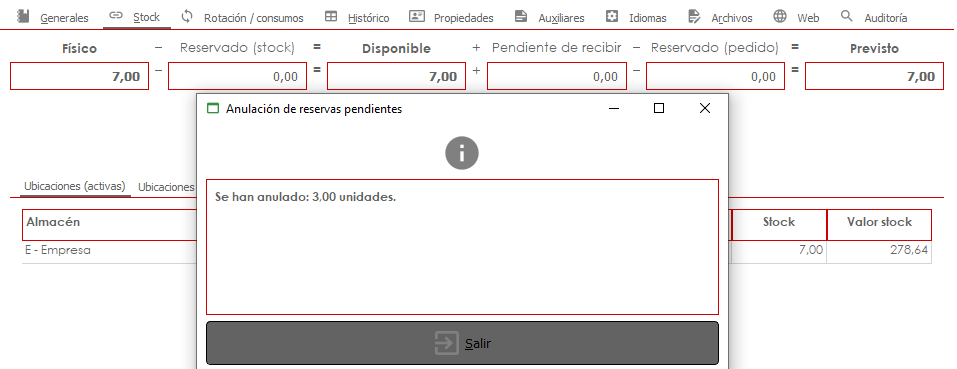 Generales Stock Rotación / consumos Histórico Propiedades Auxiliares Idiomas Archivos Web Auditoría
Físico – Reservado (stock) = Disponible + Pendiente de recibir – Reservado (pedido) = Previsto
7,00 – 0,00 = 7,00 + 0,00 – 0,00 = 7,00
Anulación de reservas pendientes
Se han anulado: 3,00 unidades.
Ubicaciones (activas) Ubicaciones
Almacén Stock Valor stock
E - Empresa 7,00 278,64
Salir